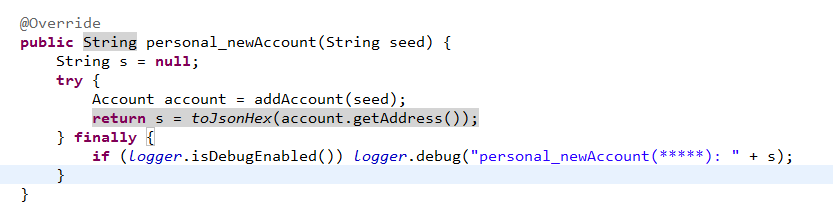 @Override
public String personal_newAccount(String seed) {
    String s = null;
    try {
        Account account = addAccount(seed);
        return s = toJsonHex(account.getAddress());
    } finally {
        if (logger.isDebugEnabled()) logger.debug("personal_newAccount(*****): " + s);
    }
}